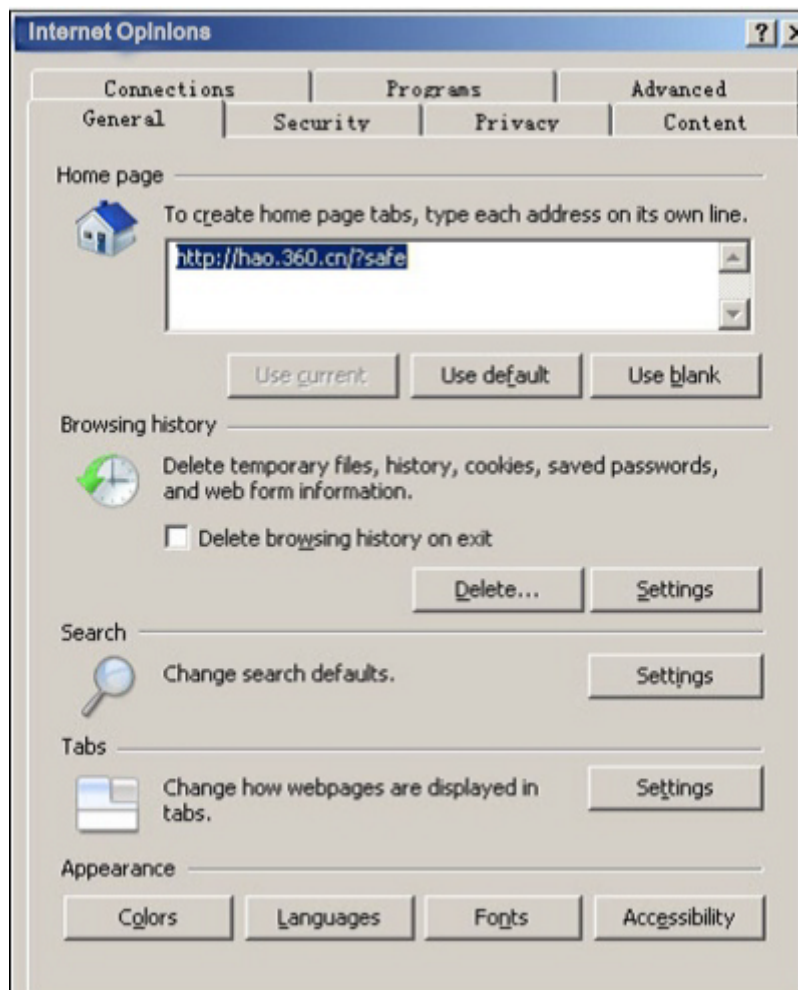 Internet Opinions
?
Connections Programs Advanced
General Security Privacy Content
Home page
To create home page tabs, type each address on its own line.
http://hao.360.cn/?safe
Use current Use default Use blank
Browsing history
Delete temporary files, history, cookies, saved passwords,
and web form information.
Delete browsing history on exit
Delete... Settings
Search
Change search defaults.
Settings
Tabs
Change how webpages are displayed in
tabs.
Settings
Appearance
Colors Languages Fonts Accessibility